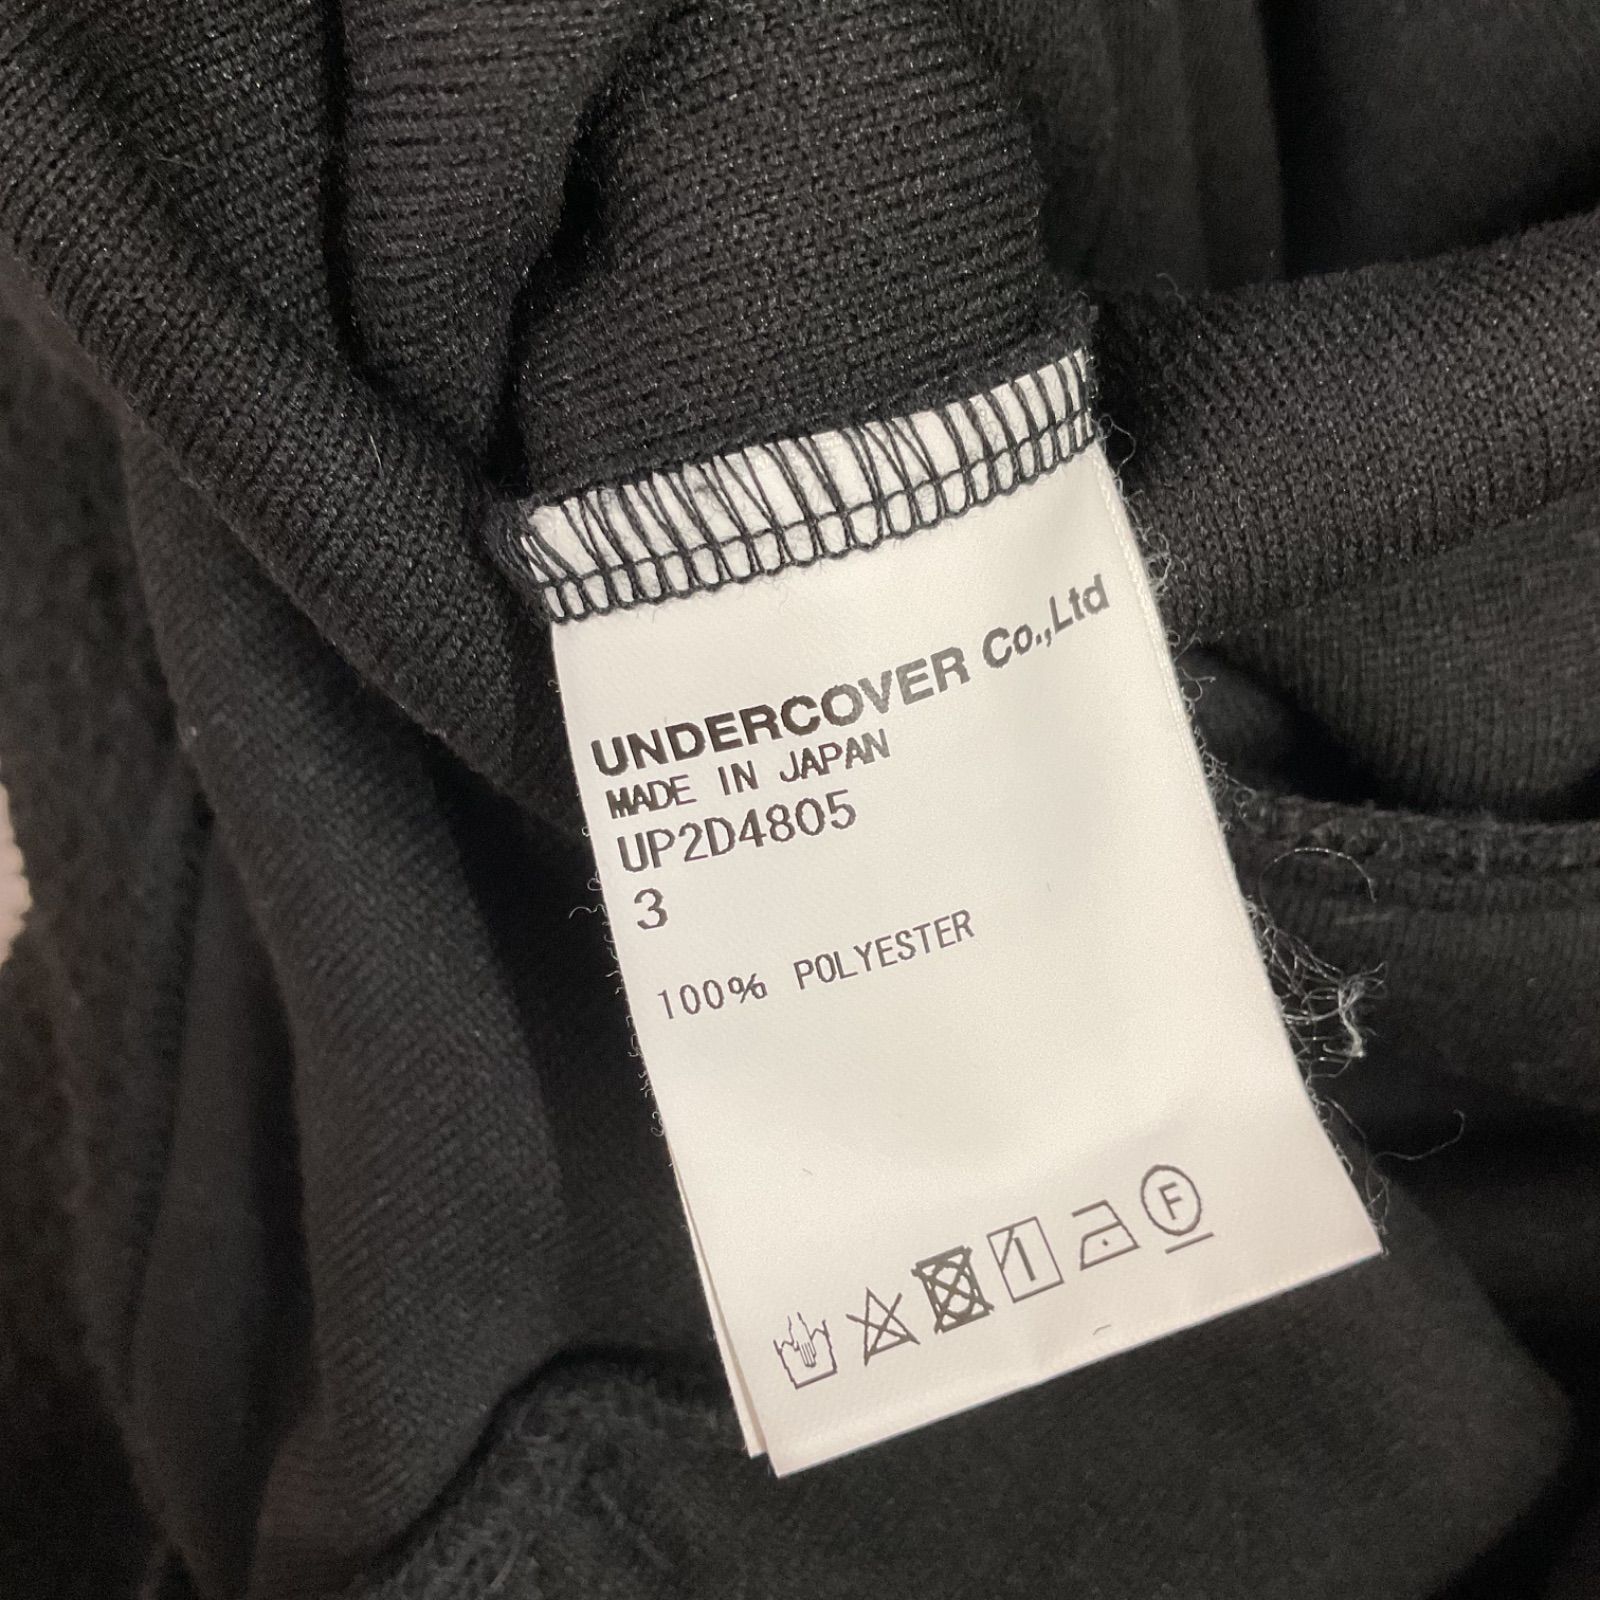 UNDERCOVER Co.,Ltd
MADE IN JAPAN
UP2D4805
3
100% POLYESTER
F